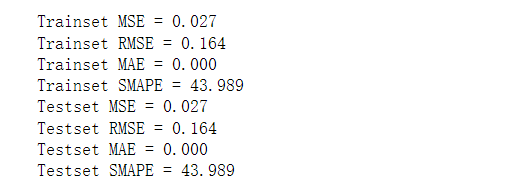 Trainset MSE = 0.027
Trainset RMSE = 0.164
Trainset MAE = 0.000
Trainset SMAPE = 43.989
Testset MSE = 0.027
Testset RMSE = 0.164
Testset MAE = 0.000
Testset SMAPE = 43.989